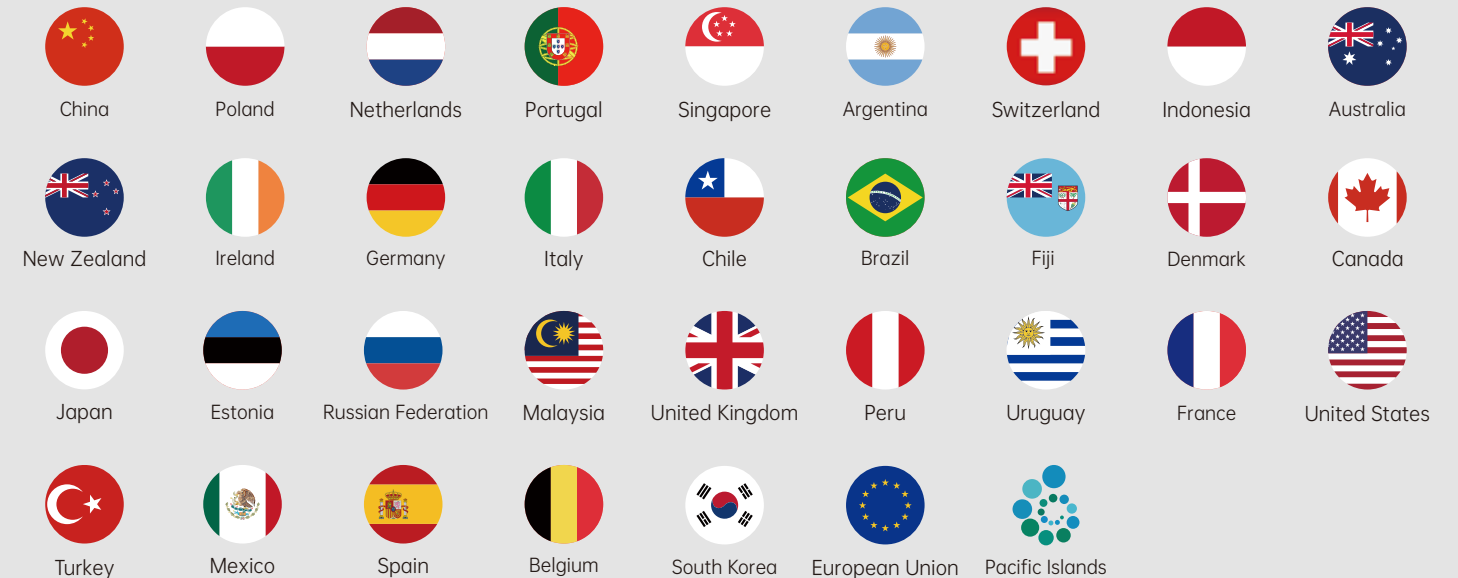 China Poland Netherlands Portugal Singapore Argentina Switzerland Indonesia Australia
New Zealand Ireland Germany Italy Chile Brazil Fiji Denmark Canada
Japan Estonia Russian Federation Malaysia United Kingdom Peru Uruguay France United States
Turkey Mexico Spain Belgium South Korea European Union Pacific Islands